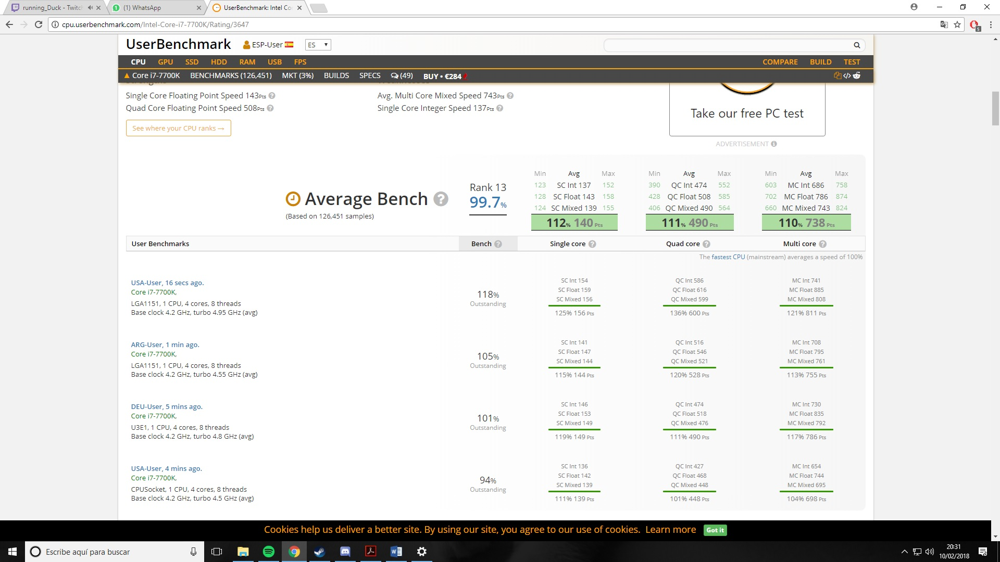 running_Duck - Twitch
(1) WhatsApp
UserBenchmark: Intel Co
cpu.userbenchmark.com/Intel-Core-i7-7700K/Rating/3647
5
UserBenchmark
ESP-User
ES
CPU GPU SSD HDD RAM USB FPS
COMPARE BUILD TEST
Core i7-7700K BENCHMARKS (126,451) MKT (3%) BUILDS SPECS (49) BUY • €284
Single Core Floating Point Speed 143Pts
Avg. Multi Core Mixed Speed 743Pts
Quad Core Floating Point Speed 508Pts
Single Core Integer Speed 137Pts
See where your CPU ranks →
Take our free PC test
ADVERTISEMENT
Average Bench
(Based on 126,451 samples)
Rank 13
99.7%
Min Avg Max
123 SC Int 137 152
128 SC Float 143 158
124 SC Mixed 139 155
112% 140 Pts
Min Avg Max
390 QC Int 474 552
428 QC Float 508 585
406 QC Mixed 490 564
111% 490 Pts
Min Avg Max
603 MC Int 686 758
702 MC Float 786 874
660 MC Mixed 743 824
110% 738 Pts
User Benchmarks Bench Single core Quad core Multi core
The fastest CPU (mainstream) averages a speed of 100%
USA-User, 16 secs ago.
Core i7-7700K,
LGA1151, 1 CPU, 4 cores, 8 threads
Base clock 4.2 GHz, turbo 4.95 GHz (avg)
118%
Outstanding
SC Int 154
SC Float 159
SC Mixed 156
125% 156 Pts
QC Int 586
QC Float 616
QC Mixed 599
136% 600 Pts
MC Int 741
MC Float 885
MC Mixed 808
121% 811 Pts
ARG-User, 1 min ago.
Core i7-7700K,
LGA1151, 1 CPU, 4 cores, 8 threads
Base clock 4.2 GHz, turbo 4.55 GHz (avg)
105%
Outstanding
SC Int 141
SC Float 147
SC Mixed 144
115% 144 Pts
QC Int 516
QC Float 546
QC Mixed 521
120% 528 Pts
MC Int 708
MC Float 795
MC Mixed 761
113% 755 Pts
DEU-User, 5 mins ago.
Core i7-7700K,
U3E1, 1 CPU, 4 cores, 8 threads
Base clock 4.2 GHz, turbo 4.8 GHz (avg)
101%
Outstanding
SC Int 146
SC Float 153
SC Mixed 149
119% 149 Pts
QC Int 474
QC Float 518
QC Mixed 476
111% 490 Pts
MC Int 730
MC Float 835
MC Mixed 792
117% 786 Pts
USA-User, 4 mins ago.
Core i7-7700K,
CPUSocket, 1 CPU, 4 cores, 8 threads
Base clock 4.2 GHz, turbo 4.5 GHz (avg)
94%
Outstanding
SC Int 136
SC Float 142
SC Mixed 139
111% 139 Pts
QC Int 427
QC Float 468
QC Mixed 448
101% 448 Pts
MC Int 654
MC Float 744
MC Mixed 695
104% 698 Pts
Cookies help us deliver a better site. By using our site, you agree to our use of cookies. Learn more Got it
Escribe aquí para buscar
20:31
10/02/2018